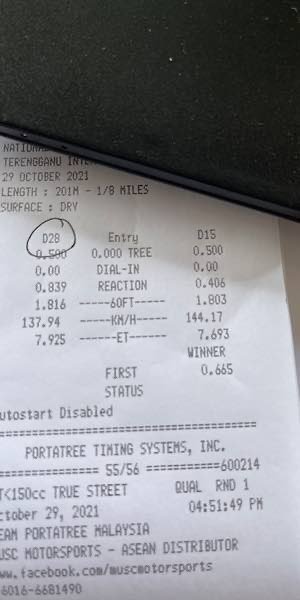 TERENGGANU
29 OCTOBER 2021
LENGTH : 201M - 1/8 MILES
SURFACE : DRY
D28 Entry D15
0.500 0.000 TREE 0.500
0.00 DIAL-IN 0.00
0.839 REACTION 0.406
1.816 -----60FT----- 1.803
137.94 -----KM/H----- 144.17
7.925 ------ET------ 7.693
WINNER
FIRST 0.665
STATUS
utostart Disabled
========================================
PORTATREE TIMING SYSTEMS, INC.
=============== 55/56 ===========600214
T<150cc TRUE STREET QUAL RND 1
ctober 29, 2021 04:51:49 PM
EAM PORTATREE MALAYSIA
USC MOTORSPORTS - ASEAN DISTRIBUTOR
ww.facebook.com/muscmotorsports
6016-6681490